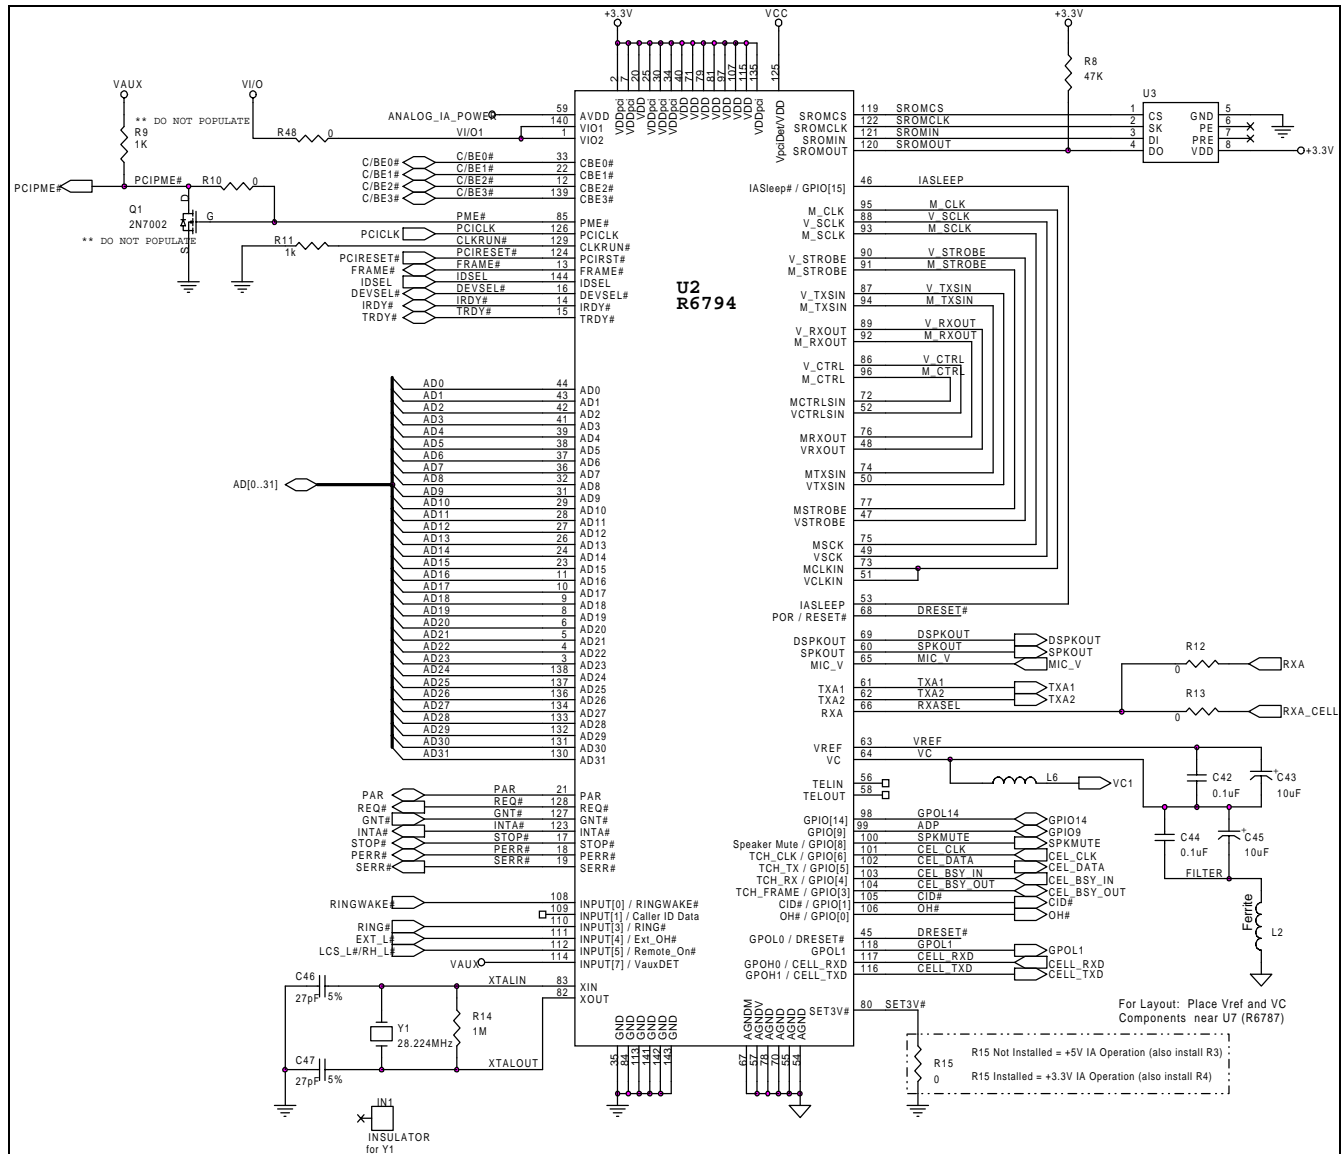 +3.3V
VCC
+3.3V
2
7
20
25
30
34
40
71
79
81
97
107
115
135
125
VDDpci
VDDpci
VDD
VDDpci
VDDpci
VDDpci
VDD
VDD
VDD
VDD
VDD
VDD
VDD
VDDpci
VpciDet/VDD
VAUX
VI/O
R9
1K
** DO NOT POPULATE
R48
0
ANALOG_IA_POWER
59
AVDD
140
VIO1
VI/O1
1
VIO2
C/BE0#
C/BE0#
33
CBE0#
C/BE1#
C/BE1#
22
CBE1#
C/BE2#
C/BE2#
12
CBE2#
C/BE3#
C/BE3#
139
CBE3#
PCIPME#
PCIPME#
R10
0
Q1
2N7002
D
G
S
** DO NOT POPULATE
PME#
85
PME#
PCICLK
PCICLK
126
PCICLK
R11
1k
CLKRUN#
129
CLKRUN#
PCIRESET#
PCIRESET#
124
PCIRST#
FRAME#
FRAME#
13
FRAME#
IDSEL
IDSEL
144
IDSEL
DEVSEL#
DEVSEL#
16
DEVSEL#
IRDY#
IRDY#
14
IRDY#
TRDY#
TRDY#
15
TRDY#
U2
R6794
AD[0..31]
AD0
44
AD0
AD1
43
AD1
AD2
42
AD2
AD3
41
AD3
AD4
39
AD4
AD5
38
AD5
AD6
37
AD6
AD7
36
AD7
AD8
32
AD8
AD9
31
AD9
AD10
29
AD10
AD11
28
AD11
AD12
27
AD12
AD13
26
AD13
AD14
24
AD14
AD15
23
AD15
AD16
11
AD16
AD17
10
AD17
AD18
9
AD18
AD19
8
AD19
AD20
6
AD20
AD21
5
AD21
AD22
4
AD22
AD23
3
AD23
AD24
138
AD24
AD25
137
AD25
AD26
136
AD26
AD27
134
AD27
AD28
133
AD28
AD29
132
AD29
AD30
131
AD30
AD31
130
AD31
PAR
PAR
21
PAR
REQ#
REQ#
128
REQ#
GNT#
GNT#
127
GNT#
INTA#
INTA#
123
INTA#
STOP#
STOP#
17
STOP#
PERR#
PERR#
18
PERR#
SERR#
SERR#
19
SERR#
RINGWAKE#
108
INPUT[0] / RINGWAKE#
109
INPUT[1] / Caller ID Data
RING#
110
INPUT[3] / RING#
EXT_L#
111
INPUT[4] / Ext_OH#
LCS_L#/RH_L#
112
INPUT[5] / Remote_On#
VAUX
114
INPUT[7] / VauxDET
C46
27pF
5%
XTALIN
83
XIN
82
XOUT
Y1
28.224MHz
R14
1M
C47
27pF
5%
XTALOUT
IN1
INSULATOR
for Y1
GND
GND
GND
GND
GND
GND
35
84
113
141
142
143
AGNDM
AGNDV
AGND
AGND
AGND
AGND
67
57
78
70
55
54
R8
47K
U3
SROMCS
119
SROMCS
1
CS
GND
5
SROMCLK
122
SROMCLK
2
SK
PE
6
SROMIN
121
SROMIN
3
DI
PRE
7
SROMOUT
120
SROMOUT
4
DO
VDD
8
+3.3V
IASleep# / GPIO[15]
46
IASLEEP
M_CLK
95
M_CLK
V_SCLK
88
V_SCLK
M_SCLK
93
M_SCLK
V_STROBE
90
V_STROBE
M_STROBE
91
M_STROBE
V_TXSIN
87
V_TXSIN
M_TXSIN
94
M_TXSIN
V_RXOUT
89
V_RXOUT
M_RXOUT
92
M_RXOUT
V_CTRL
86
V_CTRL
M_CTRL
96
M_CTRL
MCTRLSIN
72
VCTRLSIN
52
MRXOUT
76
VRXOUT
48
MTXSIN
74
VTXSIN
50
MSTROBE
77
VSTROBE
47
MSCK
75
VSCK
49
MCLKIN
73
VCLKIN
51
IASLEEP
53
POR / RESET#
68
DRESET#
DSPKOUT
69
DSPKOUT
DSPKOUT
SPKOUT
60
SPKOUT
SPKOUT
MIC_V
65
MIC_V
MIC_V
TXA1
61
TXA1
TXA1
TXA2
62
TXA2
TXA2
RXA
66
RXASEL
R12
0
RXA
R13
0
RXA_CELL
VREF
63
VREF
VC
64
VC
L6
VC1
C42
0.1uF
C43
10uF
+
C44
0.1uF
C45
10uF
+
FILTER
Ferrite
L2
TELIN
56
TELOUT
58
GPIO[14]
98
GPOL14
GPIO14
GPIO[9]
99
ADP
GPIO9
Speaker Mute / GPIO[8]
100
SPKMUTE
SPKMUTE
TCH_CLK / GPIO[6]
101
CEL_CLK
CEL_CLK
TCH_TX / GPIO[5]
102
CEL_DATA
CEL_DATA
TCH_RX / GPIO[4]
103
CEL_BSY_IN
CEL_BSY_IN
TCH_FRAME / GPIO[3]
104
CEL_BSY_OUT
CEL_BSY_OUT
CID# / GPIO[1]
105
CID#
CID#
OH# / GPIO[0]
106
OH#
OH#
GPOL0 / DRESET#
45
DRESET#
GPOL1
118
GPOL1
GPOL1
GPOH0 / CELL_RXD
117
CELL_RXD
CELL_RXD
GPOH1 / CELL_TXD
116
CELL_TXD
CELL_TXD
SET3V#
80
SET3V#
For Layout: Place Vref and VC
Components near U7 (R6787)
R15
0
R15 Not Installed = +5V IA Operation (also install R3)
R15 Installed = +3.3V IA Operation (also install R4)